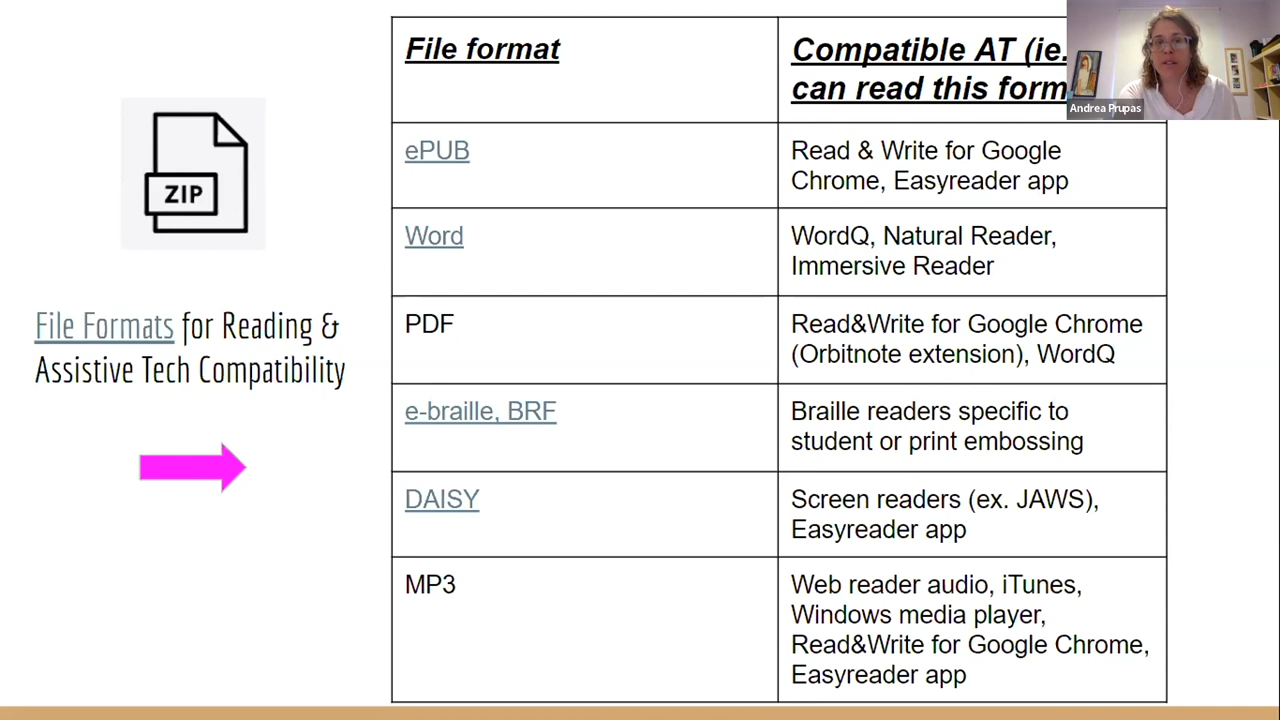 ZIP
File Formats for Reading &
Assistive Tech Compatibility
File format
Compatible AT (ie.
can read this form
Andrea Prupas
ePUB
Read & Write for Google
Chrome, Easyreader app
Word
WordQ, Natural Reader,
Immersive Reader
PDF
Read&Write for Google Chrome
(Orbitnote extension), WordQ
e-braille, BRF
Braille readers specific to
student or print embossing
DAISY
Screen readers (ex. JAWS),
Easyreader app
MP3
Web reader audio, iTunes,
Windows media player,
Read&Write for Google Chrome,
Easyreader app